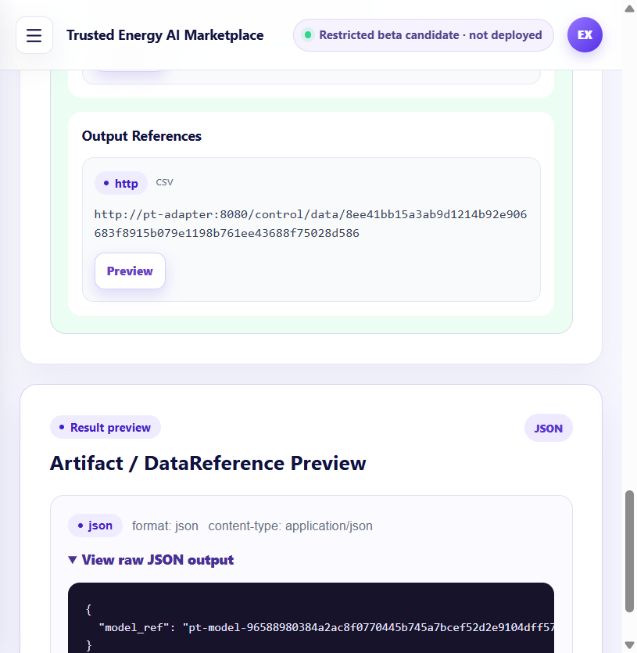 Trusted Energy AI Marketplace
Restricted beta candidate · not deployed
EX
Output References
http
csv
http://pt-adapter:8080/control/data/8ee41bb15a3ab9d1214b92e906
683f8915b079e1198b761ee43688f75028d586
Preview
Result preview
JSON
Artifact / DataReference Preview
json format: json content-type: application/json
View raw JSON output
{
"model_ref": "pt-model-96588980384a2ac8f0770445b745a7bcef52d2e9104dff57
}